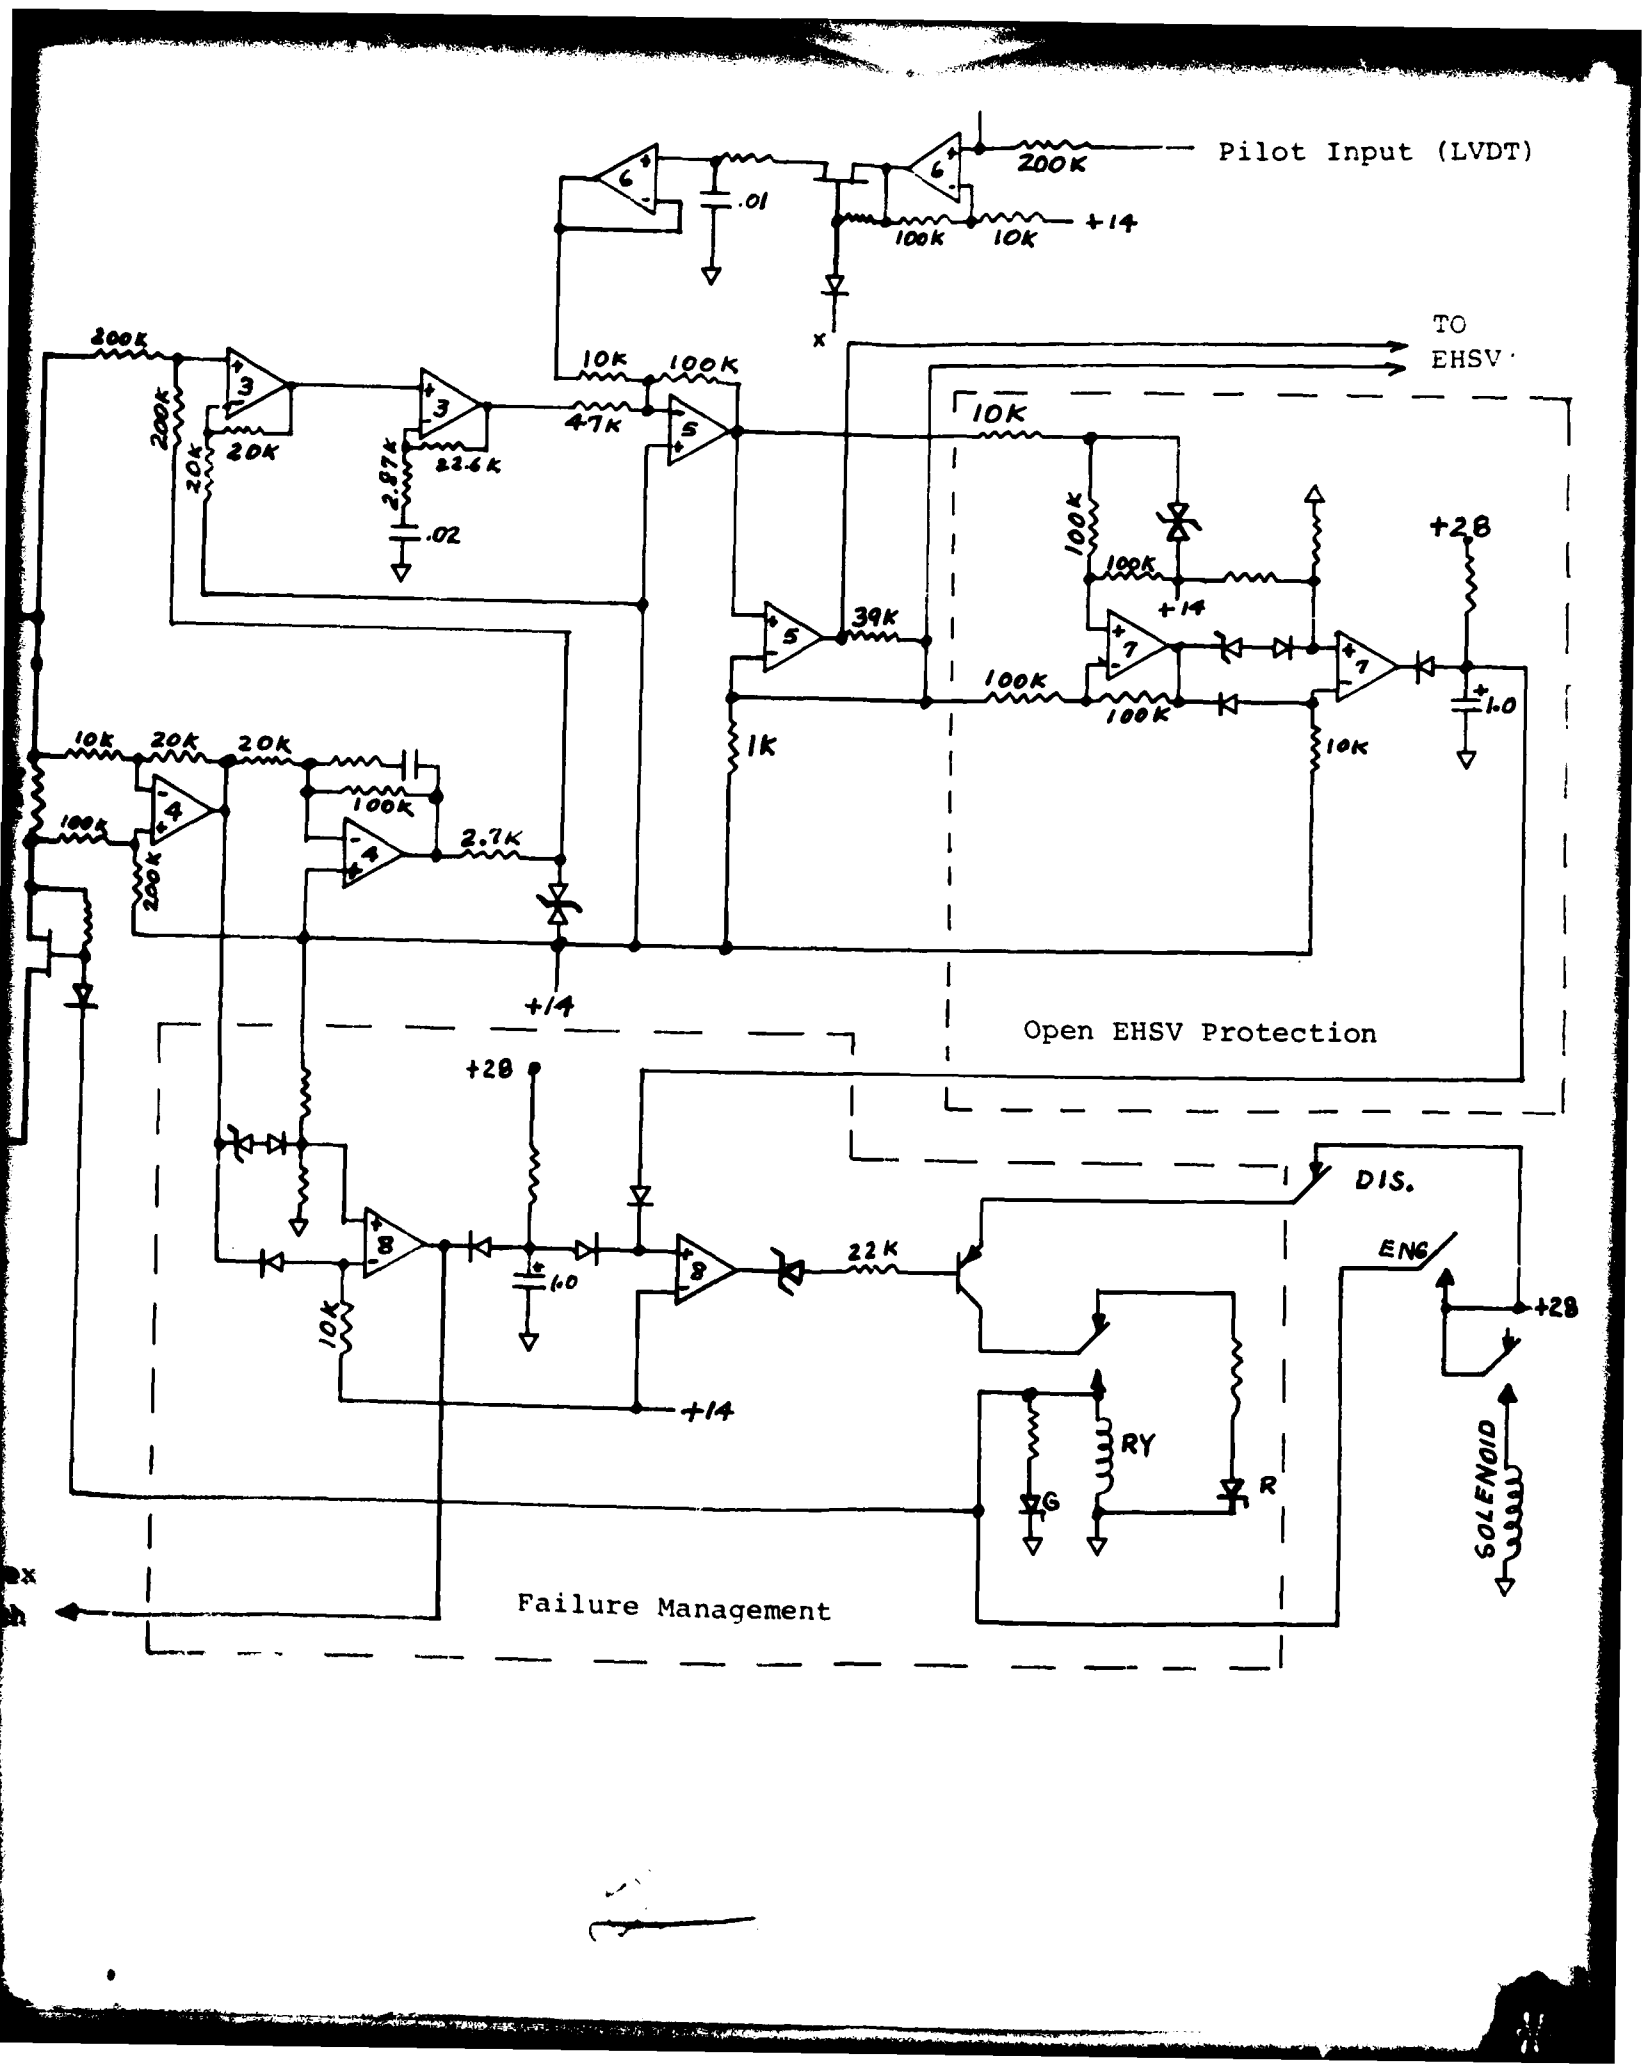 6
.01
6
200K
Pilot Input (LVDT)
100K
10K
+14
x
TO
EHSV
200K
3
200K
20K
20K
3
2.87K
22.6K
.02
10K
100K
47K
5
10K
100K
100K
+14
+28
5
39K
7
7
100K
100K
1.0
10K
1K
10K
20K
20K
100K
4
100K
4
2.7K
200K
+14
Open EHSV Protection
+28
8
1.0
10K
8
22K
+14
DIS.
ENG
+28
RY
G
R
SOLENOID
Failure Management